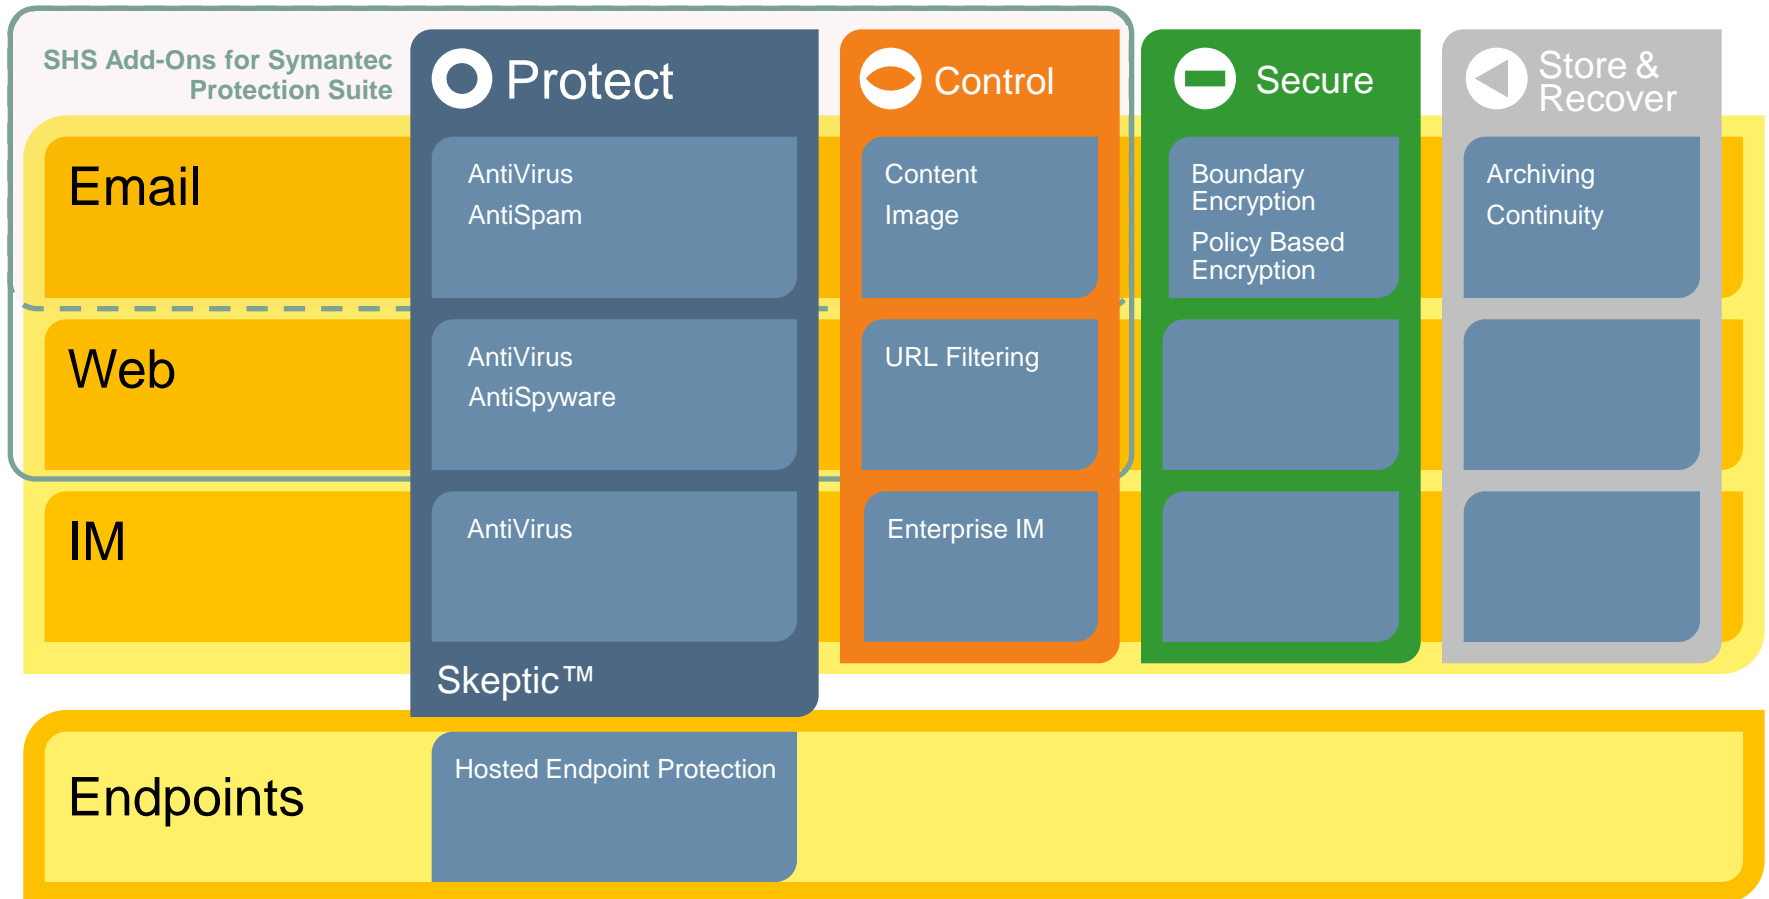 SHS Add-Ons for Symantec
Protection Suite
Protect
Control
Secure
Store &
Recover
Email
AntiVirus
AntiSpam
Content
Image
Boundary
Encryption
Policy Based
Encryption
Archiving
Continuity
Web
AntiVirus
AntiSpyware
URL Filtering
IM
AntiVirus
Enterprise IM
Skeptic™
Endpoints
Hosted Endpoint Protection